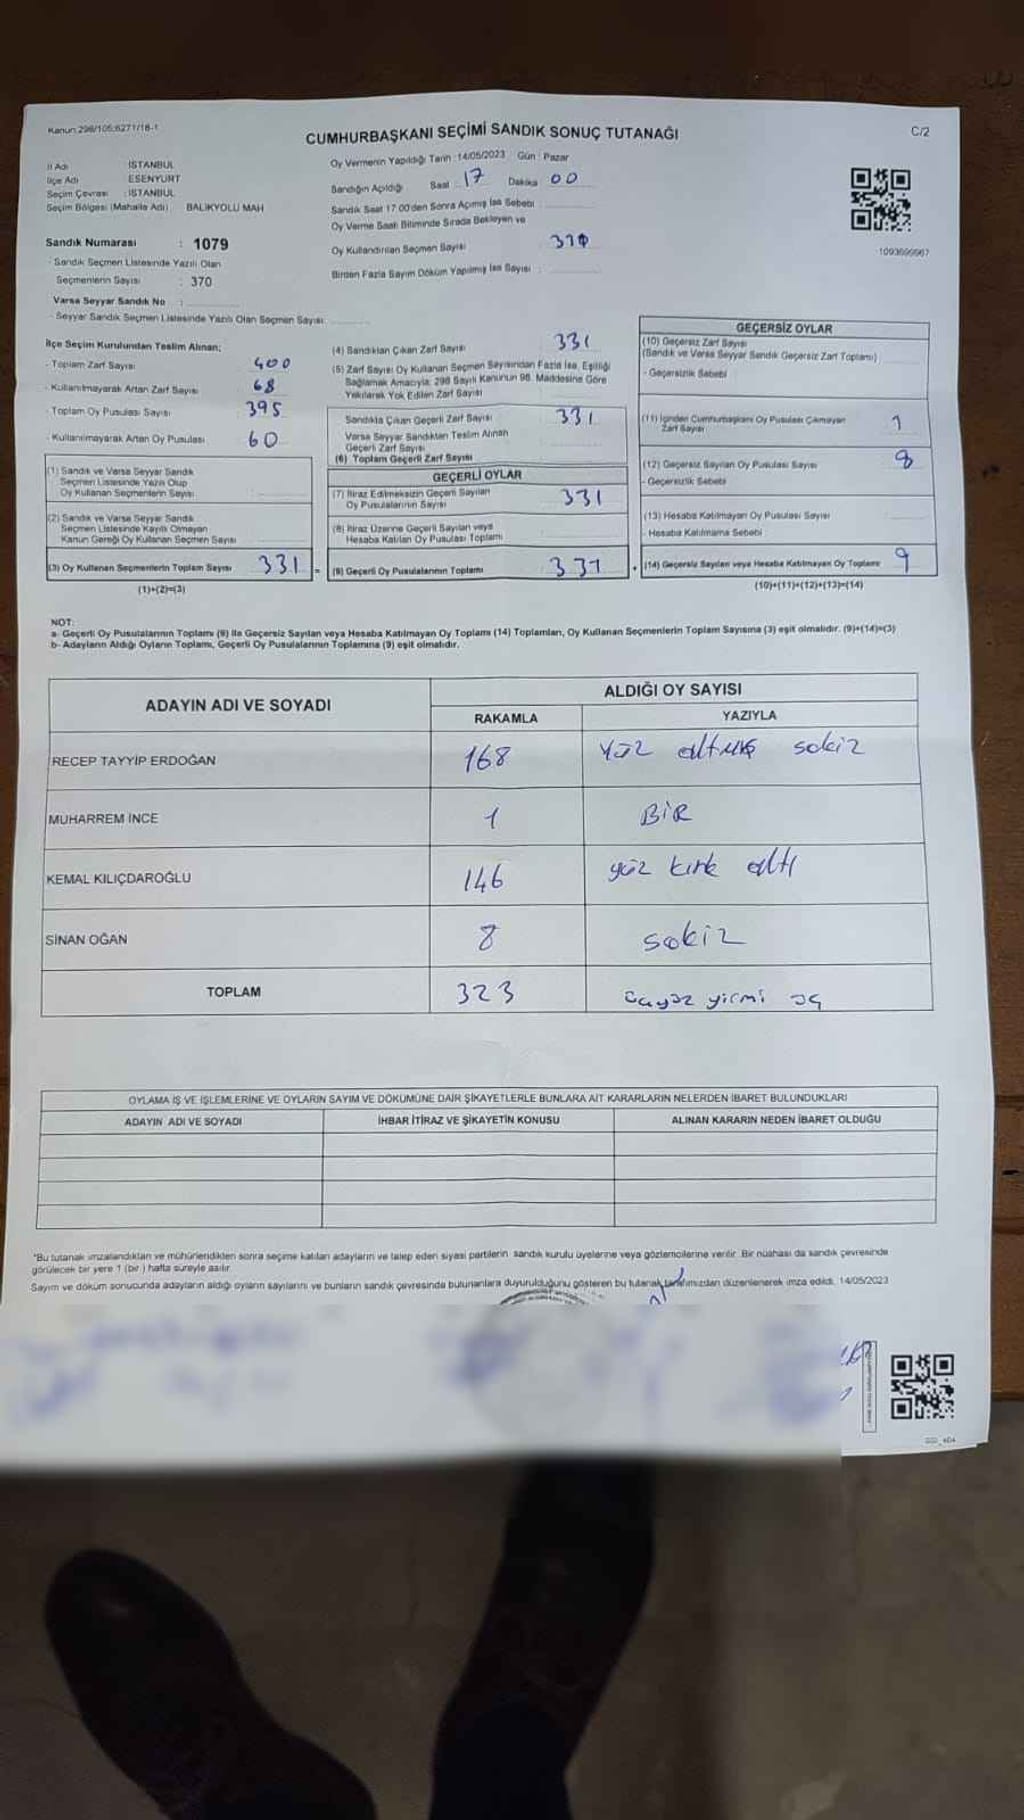 Kanun: 298/105;6271/18-1
C/2
CUMHURBAŞKANI SEÇİMİ SANDIK SONUÇ TUTANAĞI
İl Adı : İSTANBUL
İlçe Adı : ESENYURT
Seçim Çevresi : İSTANBUL
Seçim Bölgesi (Mahalle Adı) : BALIKYOLU MAH
Sandık Numarası : 1079
- Sandık Seçmen Listesinde Yazılı Olan
Seçmenlerin Sayısı : 370
Varsa Seyyar Sandık No :
- Seyyar Sandık Seçmen Listesinde Yazılı Olan Seçmen Sayısı:
Oy Vermenin Yapıldığı Tarih :14/05/2023 Gün : Pazar
Sandığın Açıldığı Saat : 17 Dakika 00
Sandık Saat 17.00'den Sonra Açılmış İse Sebebi :
Oy Verme Saati Bitiminde Sırada Bekleyen ve
Oy Kullandırılan Seçmen Sayısı
Birden Fazla Sayım Döküm Yapılmış İse Sayısı :
1093699967
İlçe Seçim Kurulundan Teslim Alınan;
- Toplam Zarf Sayısı : 400
- Kullanılmayarak Artan Zarf Sayısı : 68
- Toplam Oy Pusulası Sayısı : 395
- Kullanılmayarak Artan Oy Pusulası : 60
(1) Sandık ve Varsa Seyyar Sandık
Seçmen Listesinde Yazılı Olup
Oy Kullanan Seçmenlerin Sayısı
(2) Sandık ve Varsa Seyyar Sandık
Seçmen Listesinde Kayıtlı Olmayan
Kanun Gereği Oy Kullanan Seçmen Sayısı
(3) Oy Kullanan Seçmenlerin Toplam Sayısı 331 =
(1)+(2)=(3)
(4) Sandıktan Çıkan Zarf Sayısı 331
(5) Zarf Sayısı Oy Kullanan Seçmen Sayısından Fazla İse, Eşitliği
Sağlamak Amacıyla; 298 Sayılı Kanunun 98. Maddesine Göre
Yakılarak Yok Edilen Zarf Sayısı
Sandıkta Çıkan Geçerli Zarf Sayısı 331
Varsa Seyyar Sandıktan Teslim Alınan
Geçerli Zarf Sayısı
(6) Toplam Geçerli Zarf Sayısı
GEÇERLİ OYLAR
(7) İtiraz Edilmeksizin Geçerli Sayılan
Oy Pusulalarının Sayısı 331
(8) İtiraz Üzerine Geçerli Sayılan veya
Hesaba Katılan Oy Pusulası Toplamı
(9) Geçerli Oy Pusulalarının Toplamı 331 +
GEÇERSİZ OYLAR
(10) Geçersiz Zarf Sayısı
(Sandık ve Varsa Seyyar Sandık Geçersiz Zarf Toplamı)
- Geçersizlik Sebebi
(11) İçinden Cumhurbaşkanı Oy Pusulası Çıkmayan
Zarf Sayısı 1
(12) Geçersiz Sayılan Oy Pusulası Sayısı 8
- Geçersizlik Sebebi
(13) Hesaba Katılmayan Oy Pusulası Sayısı
- Hesaba Katılmama Sebebi
(14) Geçersiz Sayılan veya Hesaba Katılmayan Oy Toplamı 9
(10)+(11)+(12)+(13)=(14)
NOT:
a- Geçerli Oy Pusulalarının Toplamı (9) ile Geçersiz Sayılan veya Hesaba Katılmayan Oy Toplamı (14) Toplamları, Oy Kullanan Seçmenlerin Toplam Sayısına (3) eşit olmalıdır. (9)+(14)=(3)
b- Adayların Aldığı Oyların Toplamı, Geçerli Oy Pusulalarının Toplamına (9) eşit olmalıdır.
ADAYIN ADI VE SOYADI
ALDIĞI OY SAYISI
RAKAMLA YAZIYLA
RECEP TAYYİP ERDOĞAN 168 yüz altmış sekiz
MUHARREM İNCE 1 BiR
KEMAL KILIÇDAROĞLU 146 yüz kırk altı
SİNAN OĞAN 8 sekiz
TOPLAM 323 üçyüz yirmi üç
OYLAMA İŞ VE İŞLEMLERİNE VE OYLARIN SAYIM VE DÖKÜMÜNE DAİR ŞİKAYETLERLE BUNLARA AİT KARARLARIN NELERDEN İBARET BULUNDUKLARI
ADAYIN ADI VE SOYADI İHBAR İTİRAZ VE ŞİKAYETİN KONUSU ALINAN KARARIN NEDEN İBARET OLDUĞU
*Bu tutanak imzalandıktan ve mühürlendikten sonra seçime katılan adayların ve talep eden siyasi partilerin sandık kurulu üyelerine veya gözlemcilerine verilir. Bir nüshası da sandık çevresinde
görülecek bir yere 1 (bir ) hafta süreyle asılır.
Sayım ve döküm sonucunda adayların aldığı oyların sayılarını ve bunların sandık çevresinde bulunanlara duyurulduğunu gösteren bu tutanak tarafımızdan düzenlenerek imza edildi. 14/05/2023